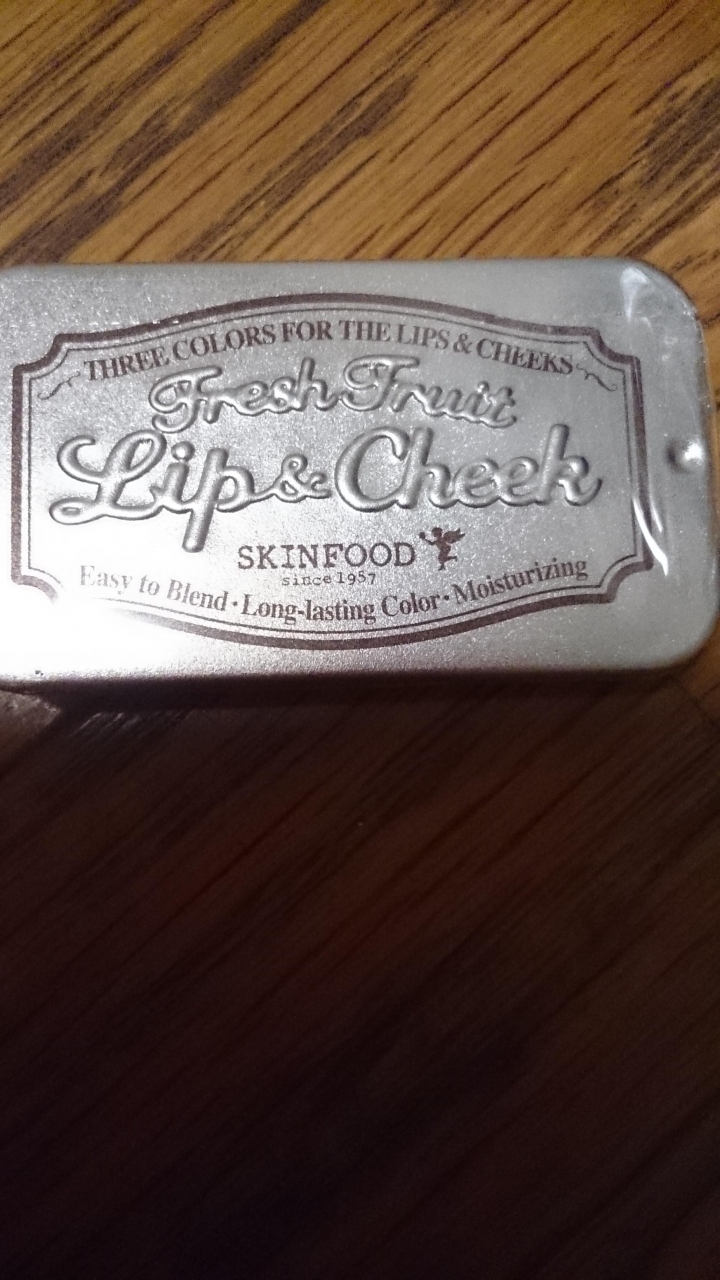 THREE COLORS FOR THE LIPS & CHEEKS
Fresh Fruit
Lip & Cheek
SKINFOOD
since 1957
Easy to Blend · Long-lasting Color · Moisturizing